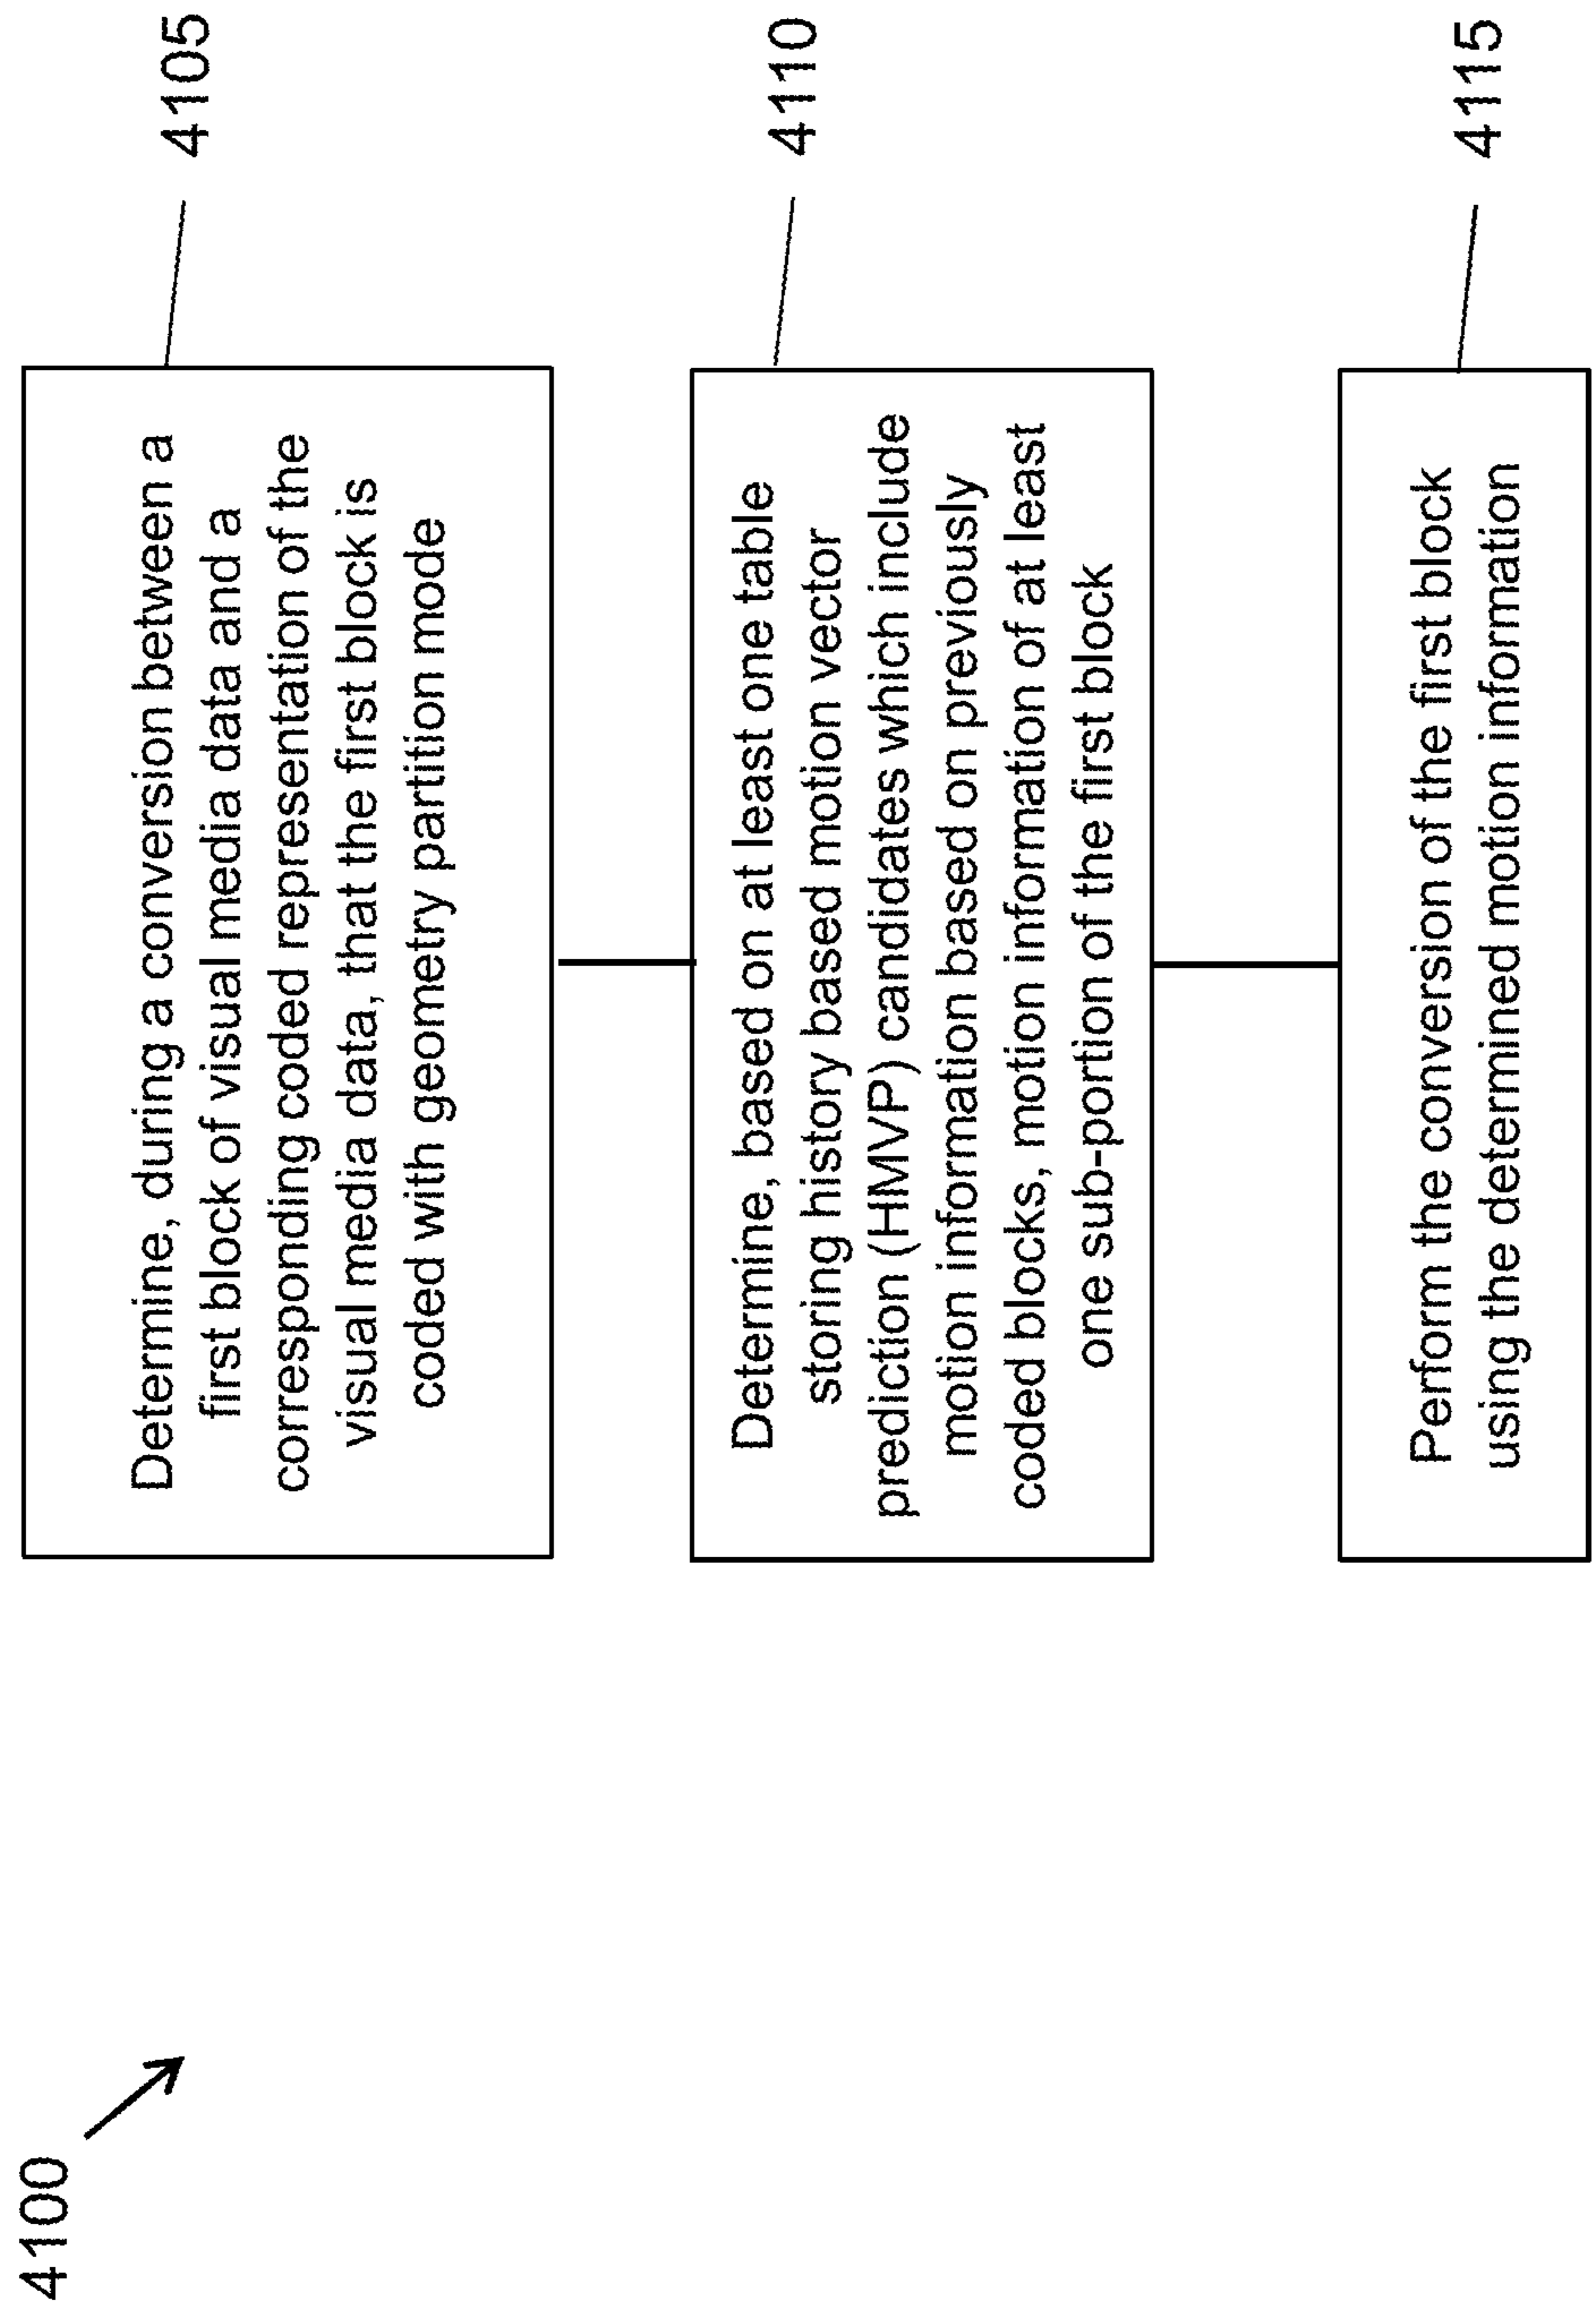 4100
Determine, during a conversion between a
first block of visual media data and a
corresponding coded representation of the
visual media data, that the first block is
coded with geometry partition mode
4105
Determine, based on at least one table
storing history based motion vector
prediction (HMVP) candidates which include
motion information based on previously
coded blocks, motion information of at least
one sub-portion of the first block
4110
Perform the conversion of the first block
using the determined motion information
4115